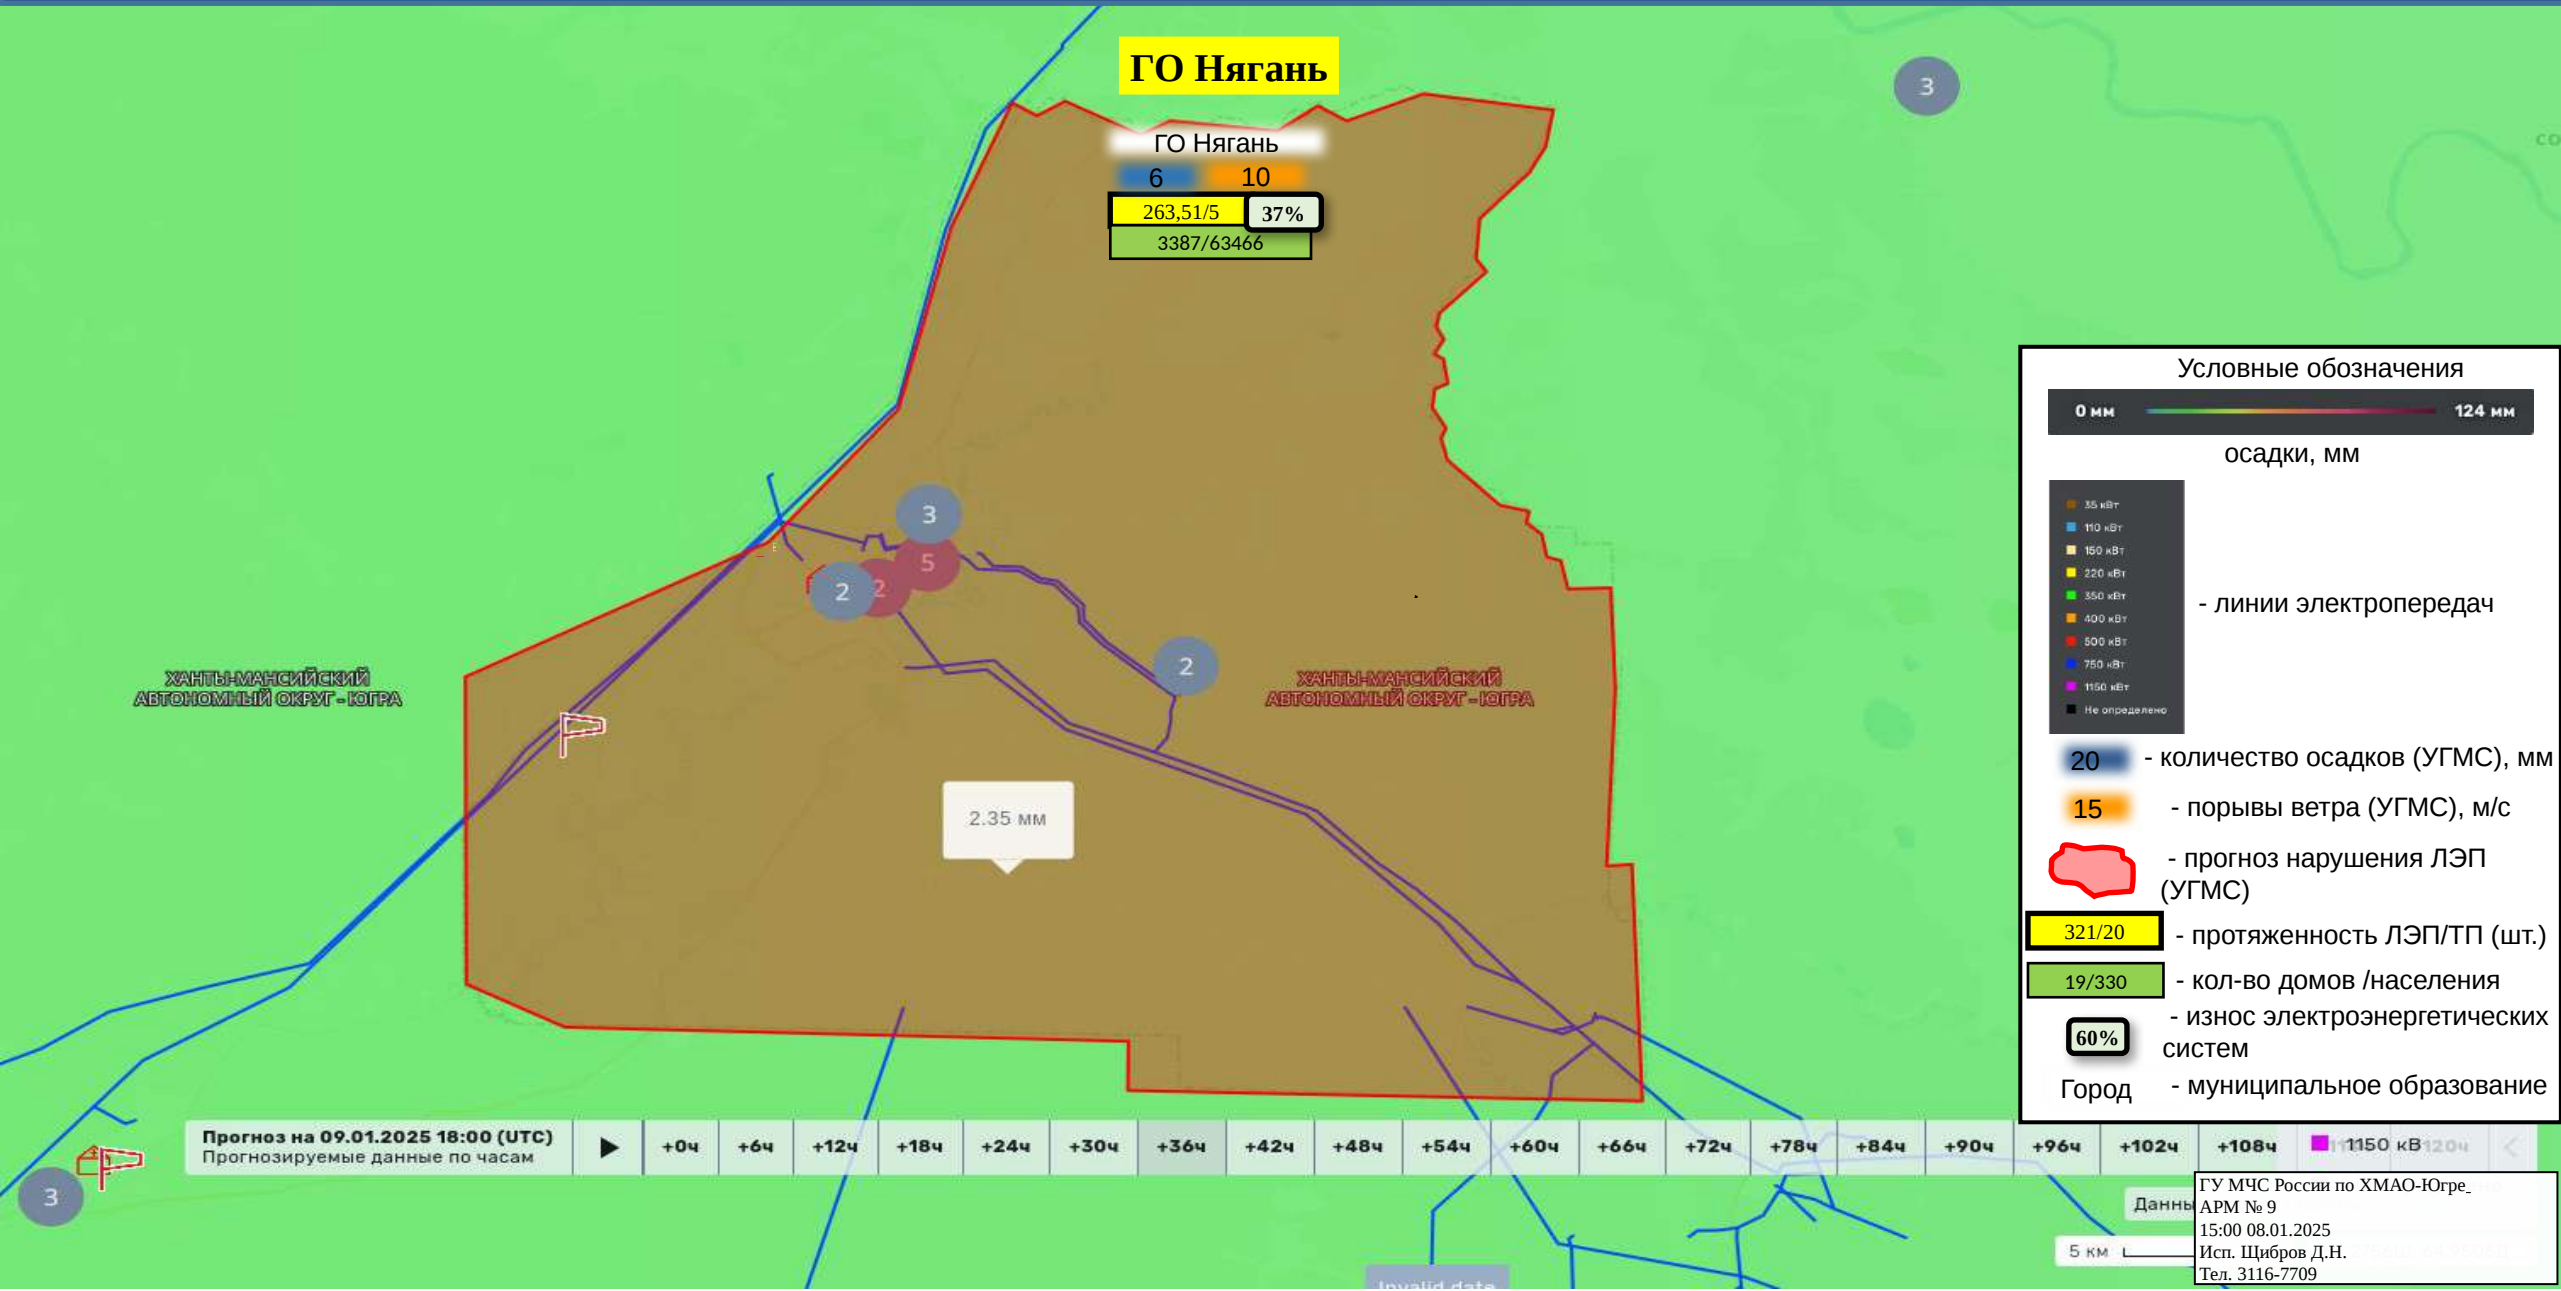 ГО Нягань
3
ГО Нягань
6 10
263,51/5 37%
3387/63466
3
5
2
2
2
ХАНТЫ-МАНСИЙСКИЙ
АВТОНОМНЫЙ ОКРУГ - ЮГРА
ХАНТЫ-МАНСИЙСКИЙ
АВТОНОМНЫЙ ОКРУГ - ЮГРА
2.35 мм
Условные обозначения
0 мм 124 мм
осадки, мм
35 кВт
110 кВт
150 кВт
220 кВт
350 кВт
400 кВт
500 кВт
750 кВт
1150 кВт
Не определено
- линии электропередач
20 - количество осадков (УГМС), мм
15 - порывы ветра (УГМС), м/с
- прогноз нарушения ЛЭП
(УГМС)
321/20 - протяженность ЛЭП/ТП (шт.)
19/330 - кол-во домов /населения
60% - износ электроэнергетических
систем
Город - муниципальное образование
Прогноз на 09.01.2025 18:00 (UTC)
Прогнозируемые данные по часам
+0ч +6ч +12ч +18ч +24ч +30ч +36ч +42ч +48ч +54ч +60ч +66ч +72ч +78ч +84ч +90ч +96ч +102ч +108ч 1150 кВ 120ч
3
Данны
5 км
Invalid date
ГУ МЧС России по ХМАО-Югре
АРМ № 9
15:00 08.01.2025
Исп. Щибров Д.Н.
Тел. 3116-7709